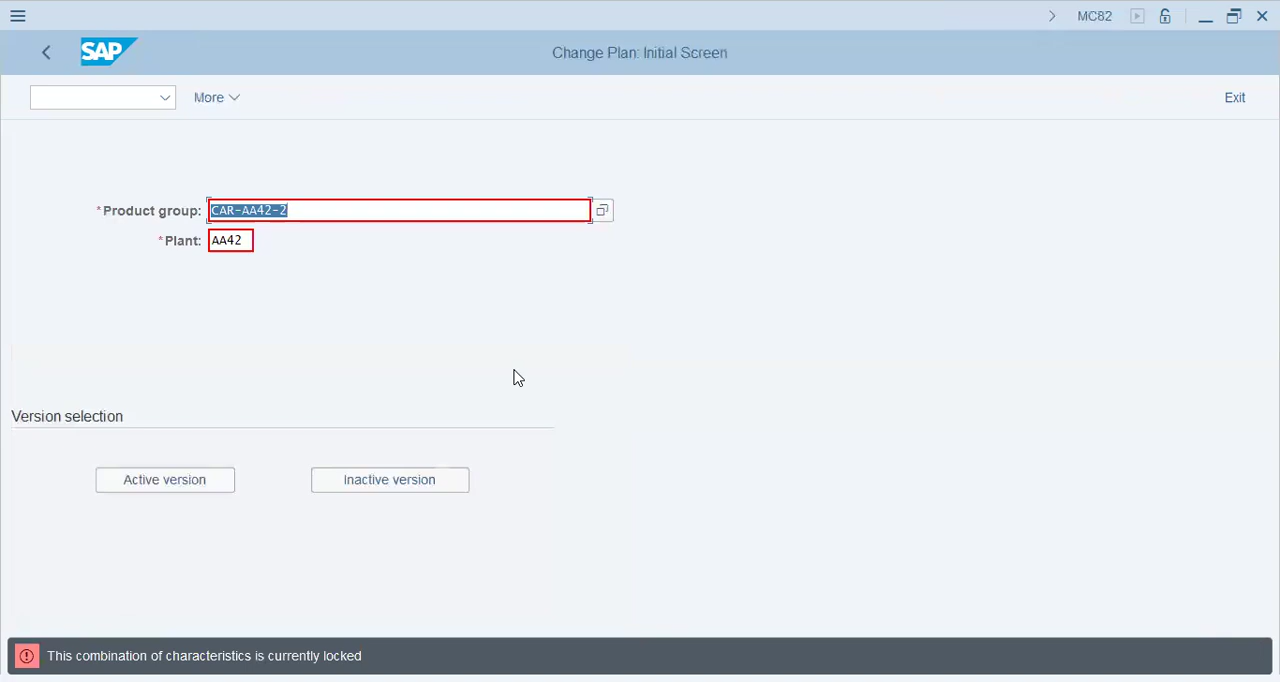 MC82
SAP
Change Plan: Initial Screen
More
Exit
*Product group: CAR-AA42-2
*Plant: AA42
Version selection
Active version
Inactive version
This combination of characteristics is currently locked